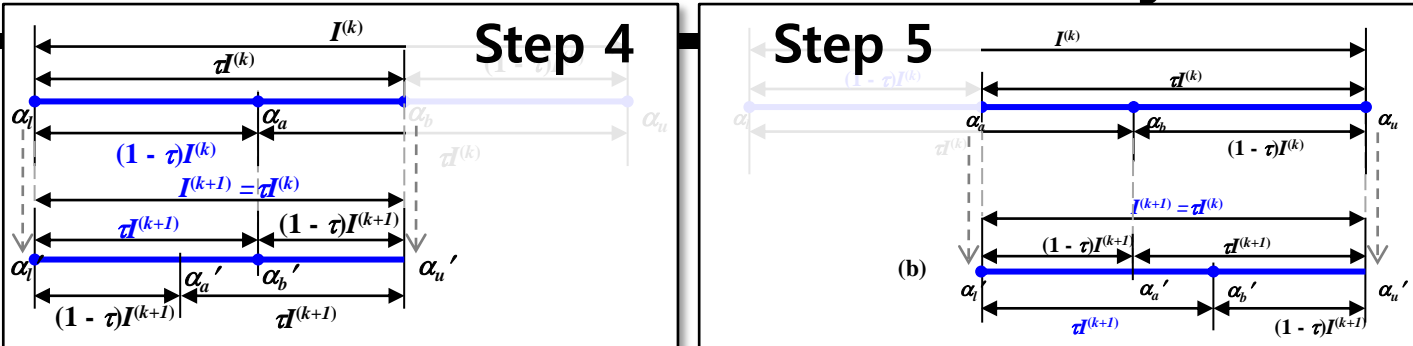 I(k)
Step 4
τI(k)
(1 - τ)I
αl
αa
αb
αu
(1 - τ)I(k)
τI(k)
I(k+1) = τI(k)
τI(k+1)
(1 - τ)I(k+1)
αl′
αa′
αb′
αu′
(1 - τ)I(k+1)
τI(k+1)
Step 5
I(k)
(1 - τ)I(k)
τI(k)
αl
αa
αb
αu
τI(k)
(1 - τ)I(k)
I(k+1) = τI(k)
(1 - τ)I(k+1)
τI(k+1)
(b)
αl′
αa′
αb′
αu′
τI(k+1)
(1 - τ)I(k+1)